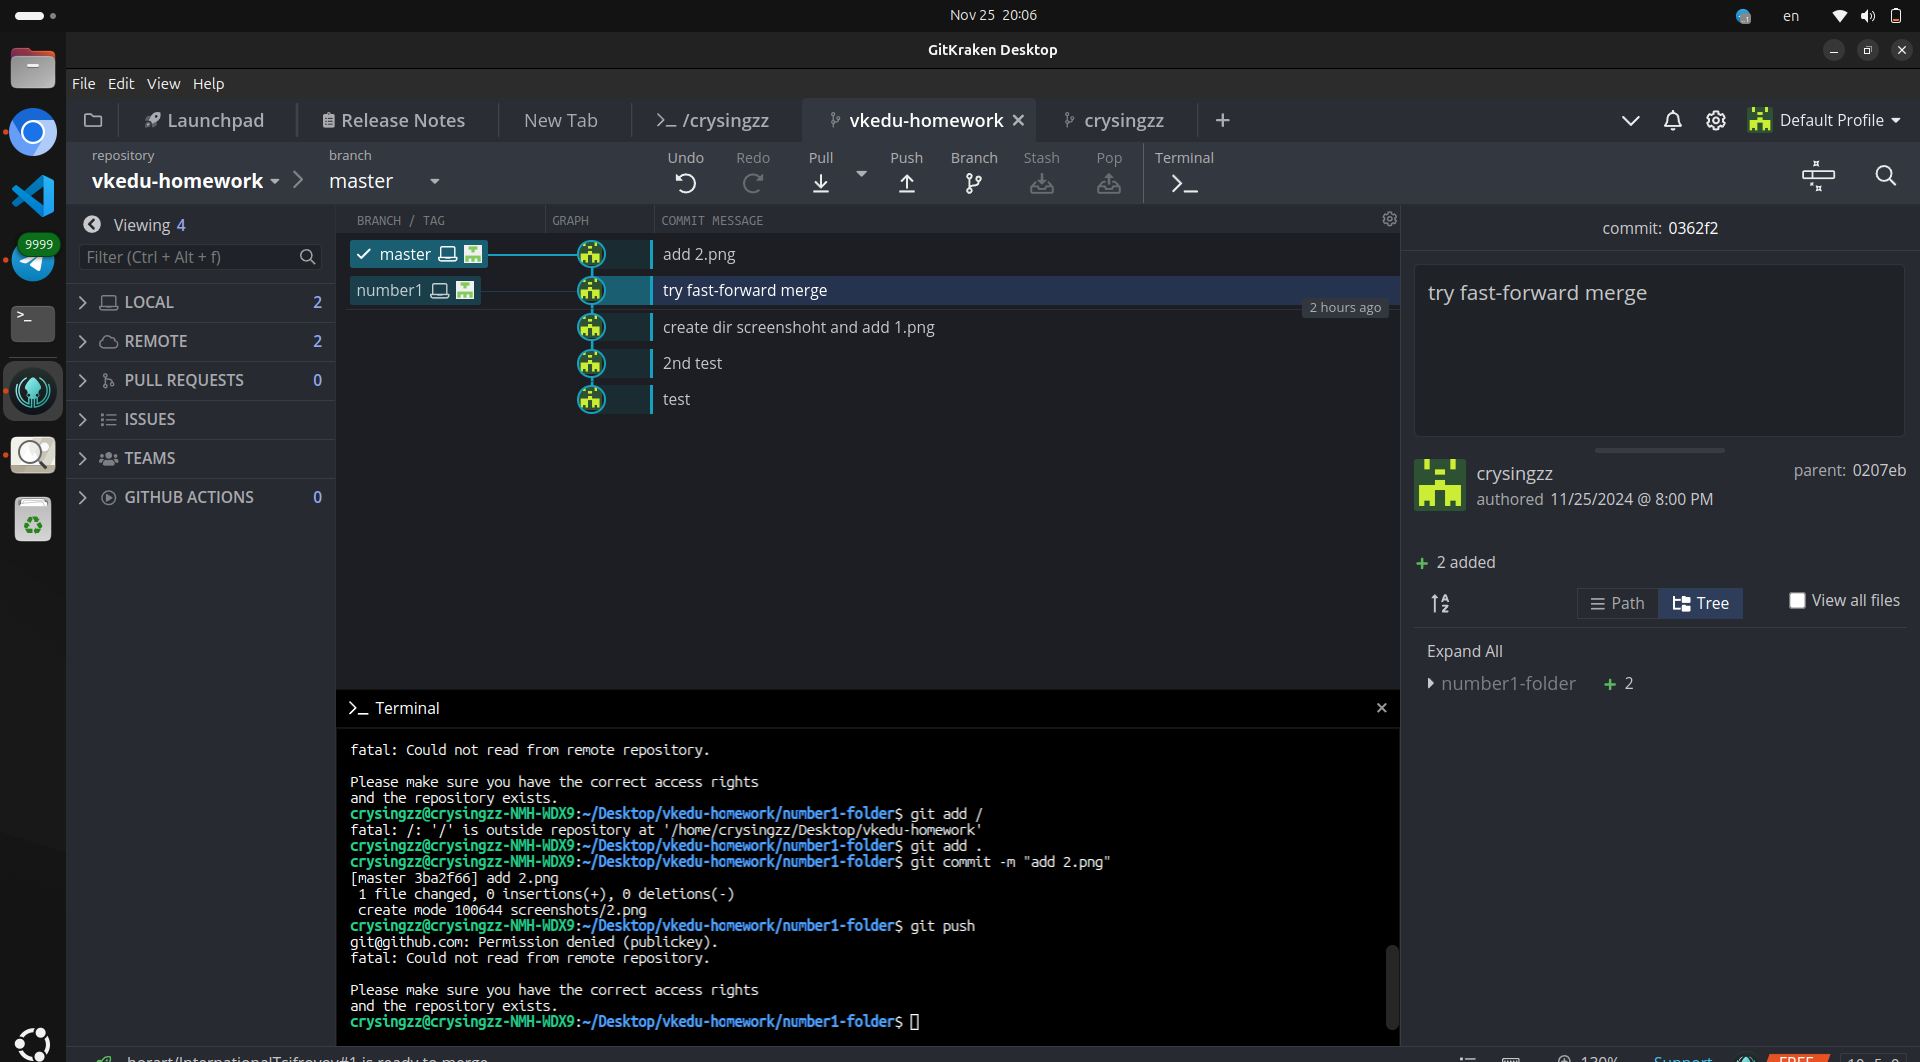 Nov 25 20:06
en
GitKraken Desktop
File Edit View Help
Launchpad
Release Notes
New Tab
/crysingzz
vkedu-homework
crysingzz
Default Profile
repository
vkedu-homework
branch
master
Undo
Redo
Pull
Push
Branch
Stash
Pop
Terminal
9999
Viewing 4
Filter (Ctrl + Alt + f)
LOCAL 2
REMOTE 2
PULL REQUESTS 0
ISSUES
TEAMS
GITHUB ACTIONS 0
BRANCH / TAG
GRAPH
COMMIT MESSAGE
master
add 2.png
number1
try fast-forward merge
2 hours ago
create dir screenshoht and add 1.png
2nd test
test
commit: 0362f2
try fast-forward merge
crysingzz
authored 11/25/2024 @ 8:00 PM
parent: 0207eb
+ 2 added
Path
Tree
View all files
Expand All
number1-folder + 2
>_ Terminal
fatal: Could not read from remote repository.
Please make sure you have the correct access rights
and the repository exists.
crysingzz@crysingzz-NMH-WDX9:~/Desktop/vkedu-homework/number1-folder$ git add /
fatal: /: '/' is outside repository at '/home/crysingzz/Desktop/vkedu-homework'
crysingzz@crysingzz-NMH-WDX9:~/Desktop/vkedu-homework/number1-folder$ git add .
crysingzz@crysingzz-NMH-WDX9:~/Desktop/vkedu-homework/number1-folder$ git commit -m "add 2.png"
[master 3ba2f66] add 2.png
1 file changed, 0 insertions(+), 0 deletions(-)
create mode 100644 screenshots/2.png
crysingzz@crysingzz-NMH-WDX9:~/Desktop/vkedu-homework/number1-folder$ git push
git@github.com: Permission denied (publickey).
fatal: Could not read from remote repository.
Please make sure you have the correct access rights
and the repository exists.
crysingzz@crysingzz-NMH-WDX9:~/Desktop/vkedu-homework/number1-folder$
is ready to merge
130%
Support
FREE